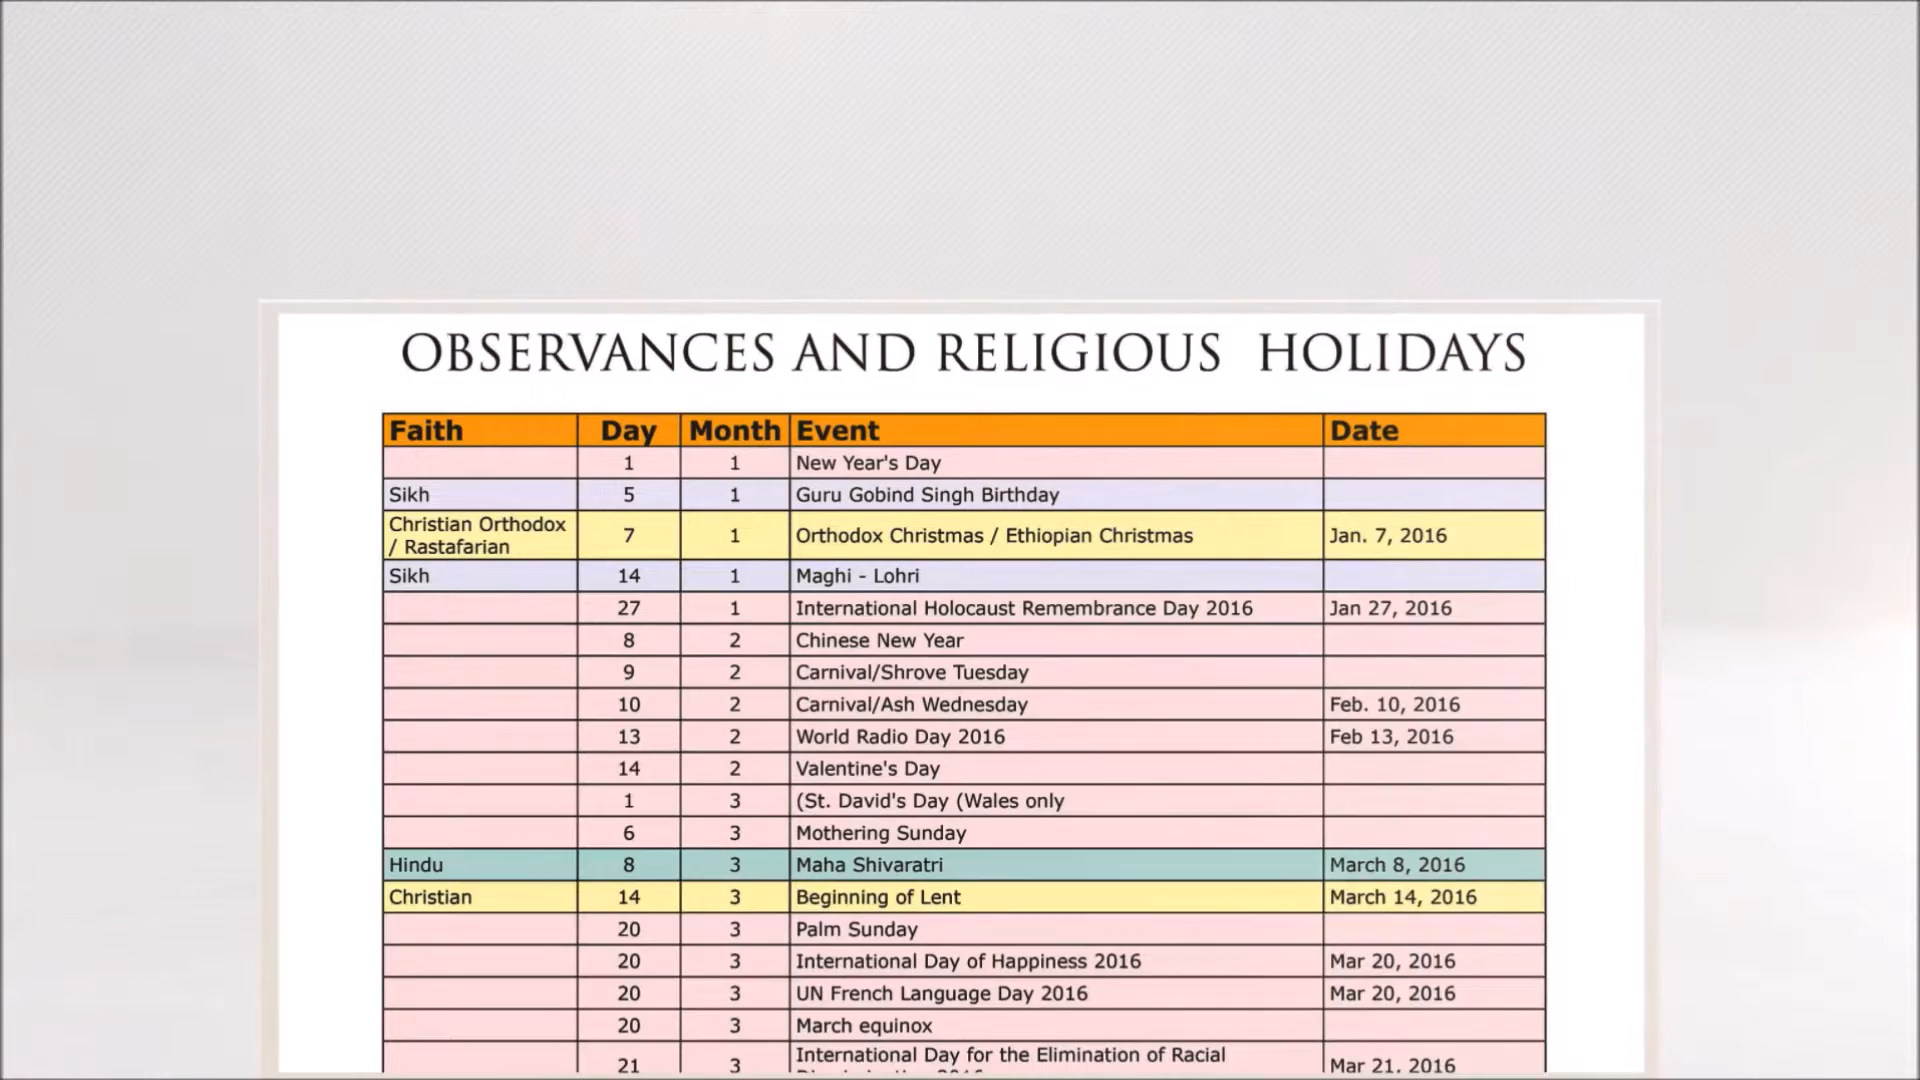 OBSERVANCES AND RELIGIOUS HOLIDAYS
Faith Day Month Event Date
1 1 New Year's Day
Sikh 5 1 Guru Gobind Singh Birthday
Christian Orthodox
/ Rastafarian 7 1 Orthodox Christmas / Ethiopian Christmas Jan. 7, 2016
Sikh 14 1 Maghi - Lohri
27 1 International Holocaust Remembrance Day 2016 Jan 27, 2016
8 2 Chinese New Year
9 2 Carnival/Shrove Tuesday
10 2 Carnival/Ash Wednesday Feb. 10, 2016
13 2 World Radio Day 2016 Feb 13, 2016
14 2 Valentine's Day
1 3 (St. David's Day (Wales only
6 3 Mothering Sunday
Hindu 8 3 Maha Shivaratri March 8, 2016
Christian 14 3 Beginning of Lent March 14, 2016
20 3 Palm Sunday
20 3 International Day of Happiness 2016 Mar 20, 2016
20 3 UN French Language Day 2016 Mar 20, 2016
20 3 March equinox
21 3 International Day for the Elimination of Racial Mar 21, 2016